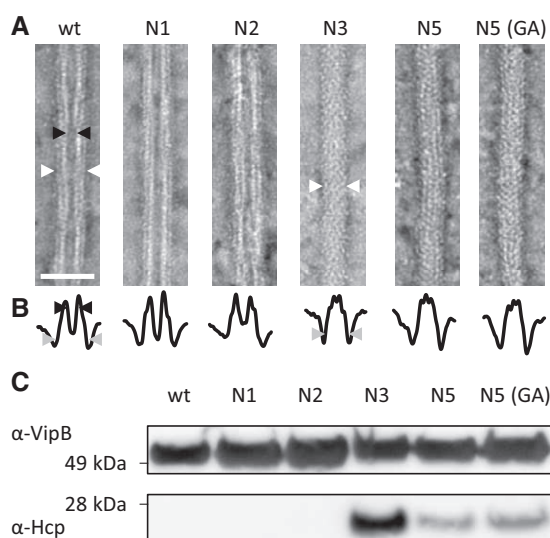 A
wt N1 N2 N3 N5 N5 (GA)
B
C
wt N1 N2 N3 N5 N5 (GA)
α-VipB
49 kDa
28 kDa
α-Hcp